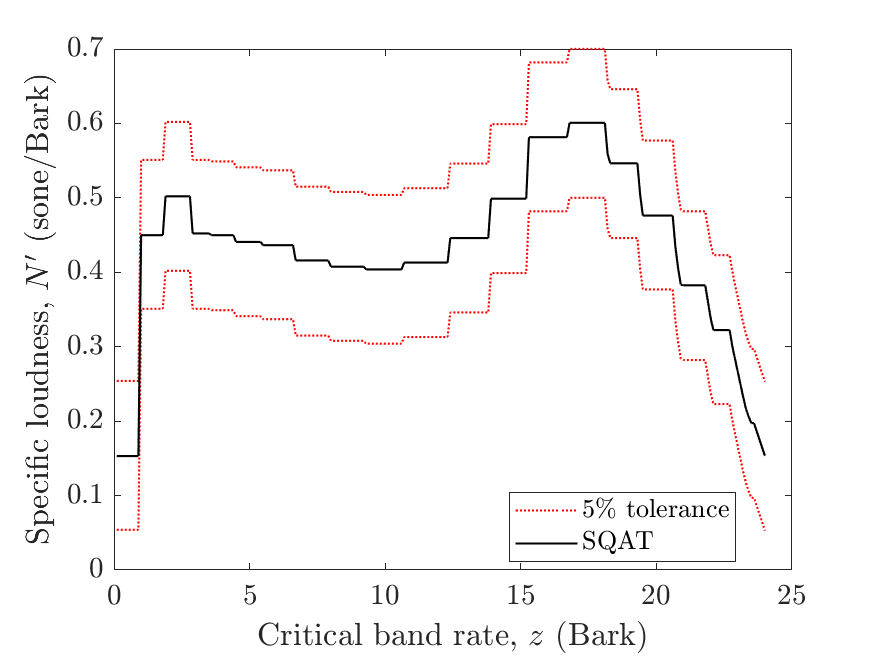 0.7
0.6
0.5
0.4
0.3
0.2
0.1
0
Specific loudness, N′ (sone/Bark)
5% tolerance
SQAT
0 5 10 15 20 25
Critical band rate, z (Bark)